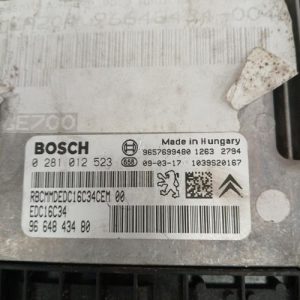 BOSCH
Made in Hungary
0 281 012 523
9657699480 1263 2794
658 09-03-17 1039S20167
RBCMMDEDC16C34CEM 00
EDC16C34
96 648 434 80